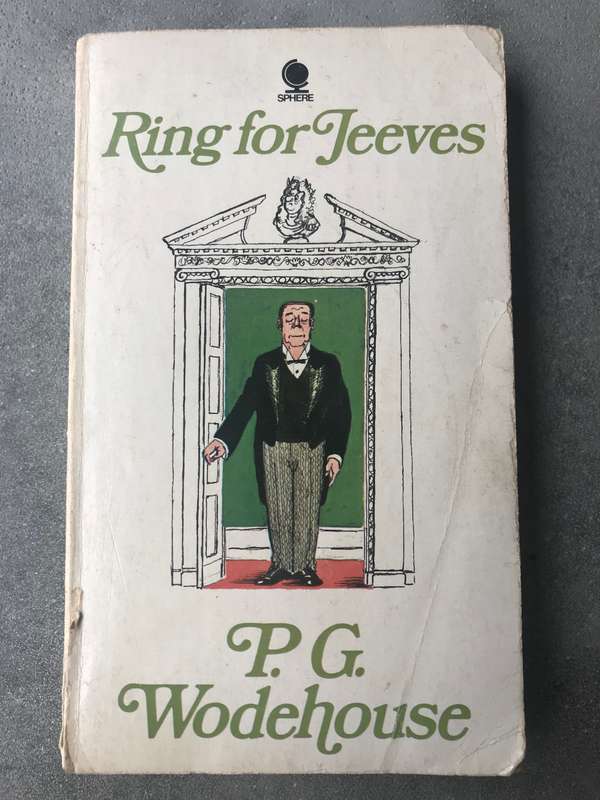 SPHERE
Ring for Jeeves
P. G.
Wodehouse